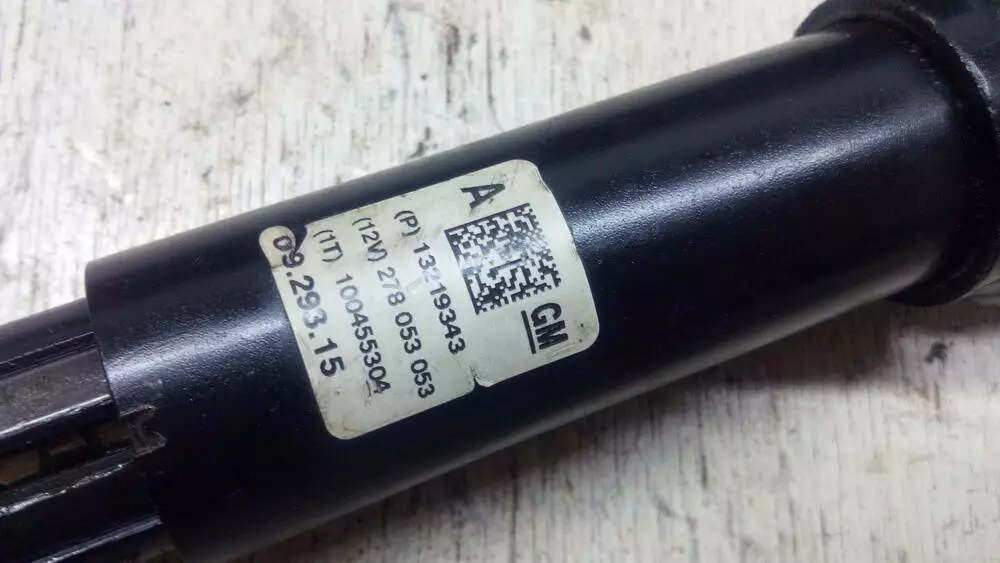 A
GM
(P) 13219343
(12V) 278 053 053
(1T) 100455304
09.293.15